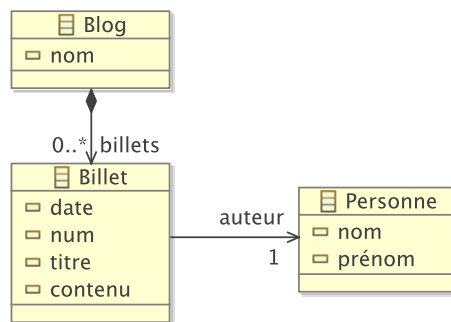 Blog
nom
0..* billets
Billet
date
num
titre
contenu
auteur
1
Personne
nom
prénom